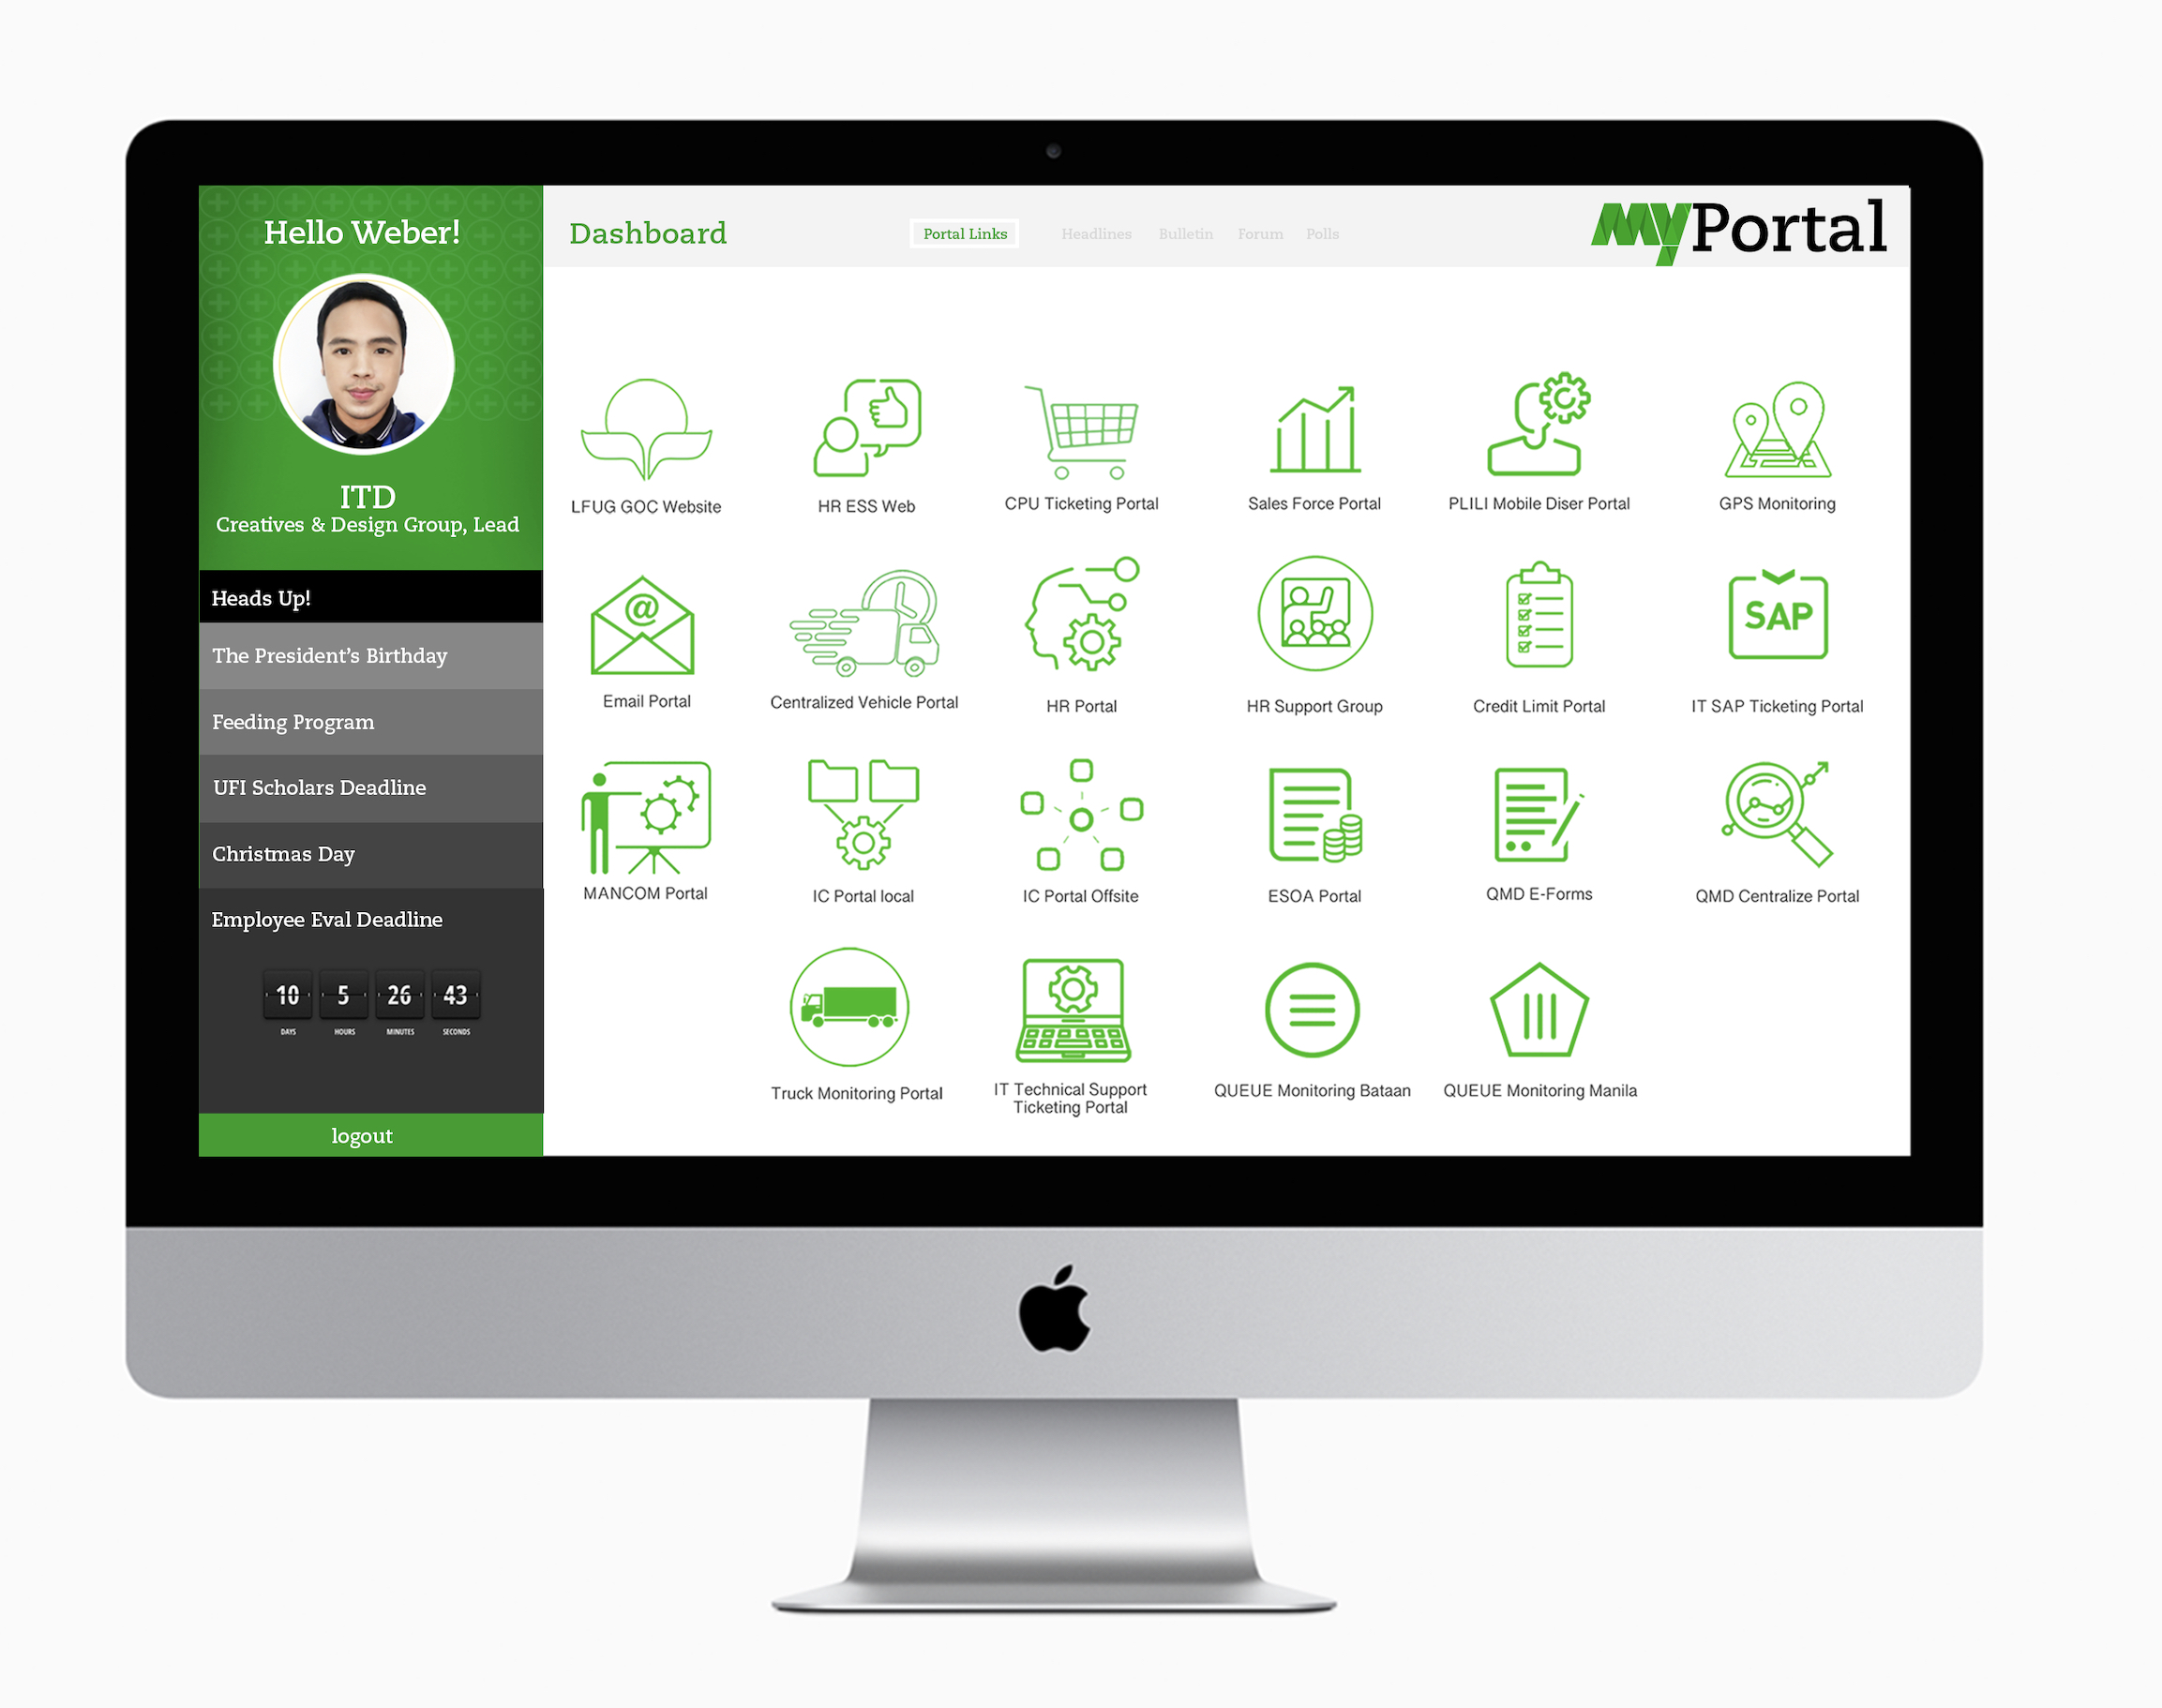 Hello Weber!
ITD
Creatives & Design Group, Lead
Heads Up!
The President's Birthday
Feeding Program
UFI Scholars Deadline
Christmas Day
Employee Eval Deadline
10 5 26 43
DAYS HOURS MINUTES SECONDS
logout
Dashboard
Portal Links Headlines Bulletin Forum Polls
myPortal
LFUG GOC Website
HR ESS Web
CPU Ticketing Portal
Sales Force Portal
PLILI Mobile Diser Portal
GPS Monitoring
@
Email Portal
Centralized Vehicle Portal
HR Portal
HR Support Group
Credit Limit Portal
SAP
IT SAP Ticketing Portal
MANCOM Portal
IC Portal local
IC Portal Offsite
ESOA Portal
QMD E-Forms
QMD Centralize Portal
Truck Monitoring Portal
IT Technical Support
Ticketing Portal
QUEUE Monitoring Bataan
QUEUE Monitoring Manila